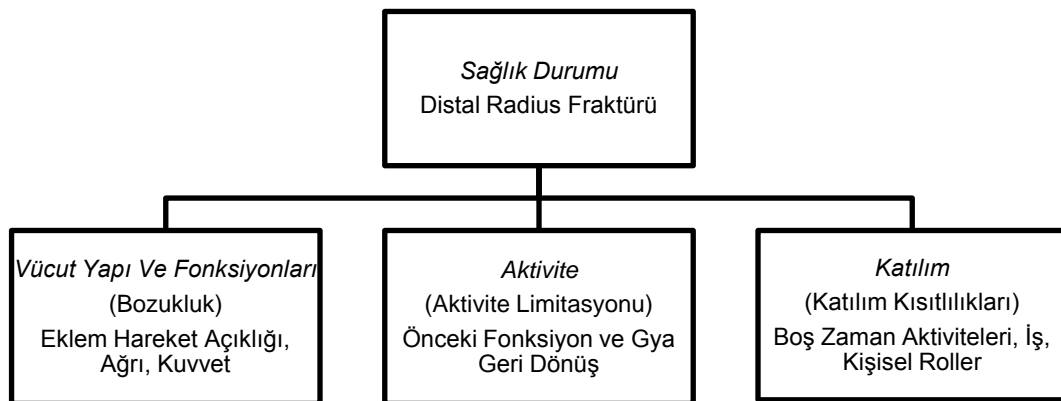 Sağlık Durumu
Distal Radius Fraktürü
Vücut Yapı Ve Fonksiyonları
(Bozukluk)
Eklem Hareket Açıklığı,
Ağrı, Kuvvet
Aktivite
(Aktivite Limitasyonu)
Önceki Fonksiyon ve Gya
Geri Dönüş
Katılım
(Katılım Kısıtlılıkları)
Boş Zaman Aktiviteleri, İş,
Kişisel Roller